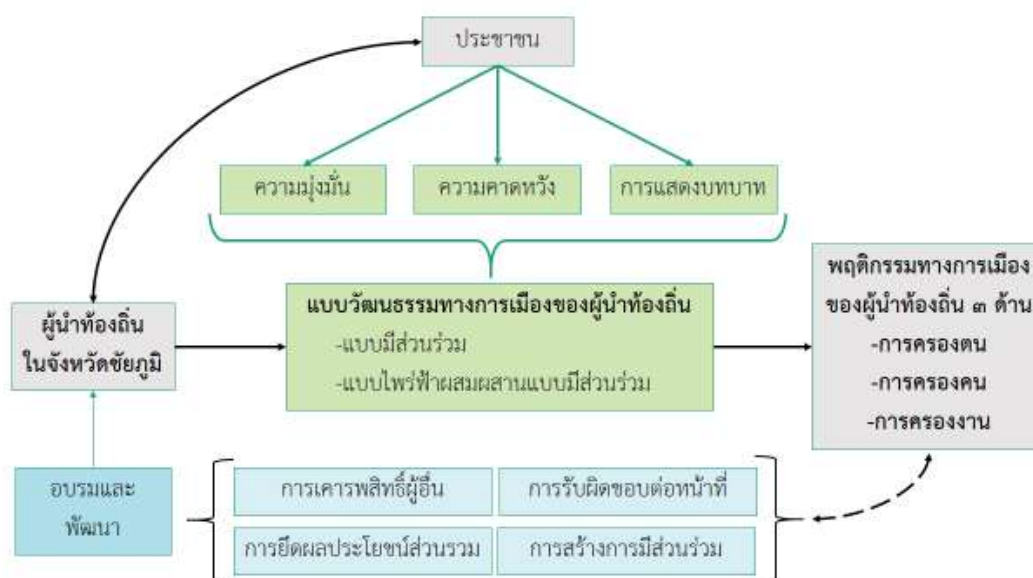 ประชาชน
ความมุ่งมั่น
ความคาดหวัง
การแสดงบทบาท
ผู้นำท้องถิ่น
ในจังหวัดชัยภูมิ
แบบวัฒนธรรมทางการเมืองของผู้นำท้องถิ่น
-แบบมีส่วนร่วม
-แบบไพร่ฟ้าผสมผสานแบบมีส่วนร่วม
พฤติกรรมทางการเมือง
ของผู้นำท้องถิ่น ๓ ด้าน
-การครองตน
-การครองคน
-การครองงาน
อบรมและ
พัฒนา
การเคารพสิทธิ์ผู้อื่น
การรับผิดชอบต่อหน้าที่
การยึดผลประโยชน์ส่วนรวม
การสร้างการมีส่วนร่วม